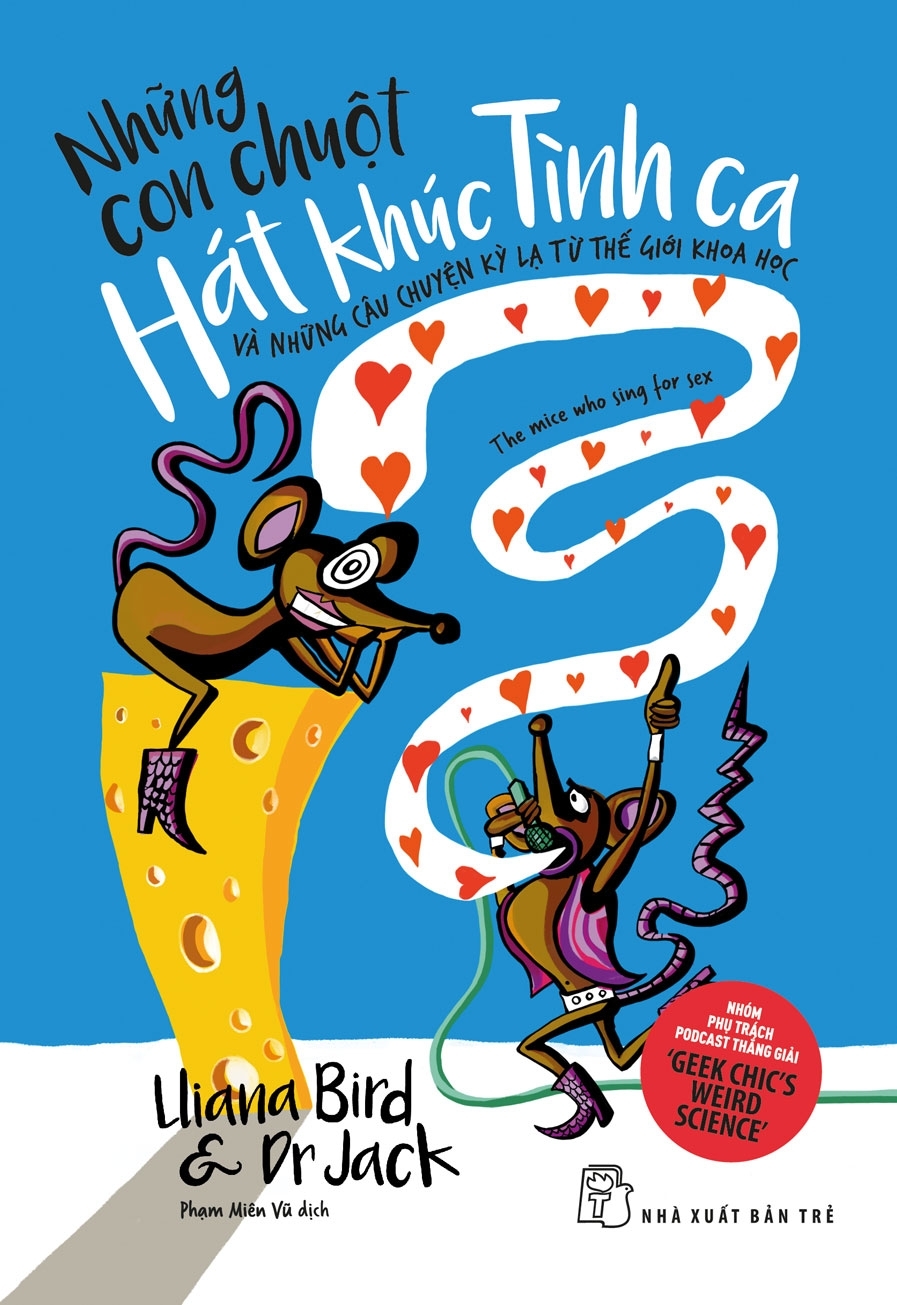 Những
con chuột
Hát khúc Tình ca
VÀ NHỮNG CÂU CHUYỆN KỲ LẠ TỪ THẾ GIỚI KHOA HỌC
The mice who sing for sex
NHÓM
PHỤ TRÁCH
PODCAST THẮNG GIẢI
'GEEK CHIC'S
WEIRD
SCIENCE'
Lliana Bird
& Dr Jack
Phạm Miên Vũ dịch
T
NHÀ XUẤT BẢN TRẺ